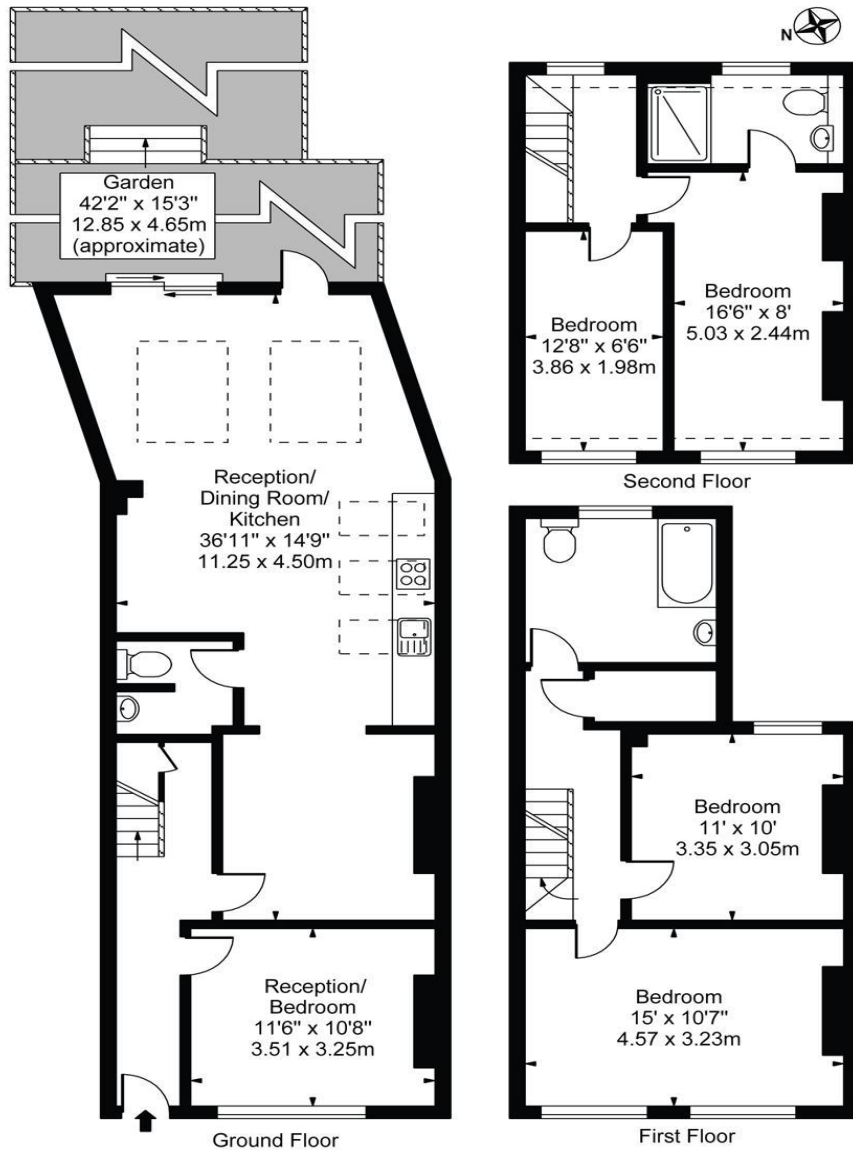 N
Garden
42'2" x 15'3"
12.85 x 4.65m
(approximate)
Reception/
Dining Room/
Kitchen
36'11" x 14'9"
11.25 x 4.50m
Reception/
Bedroom
11'6" x 10'8"
3.51 x 3.25m
Ground Floor
Bedroom
12'8" x 6'6"
3.86 x 1.98m
Bedroom
16'6" x 8'
5.03 x 2.44m
Second Floor
Bedroom
11' x 10'
3.35 x 3.05m
Bedroom
15' x 10'7"
4.57 x 3.23m
First Floor